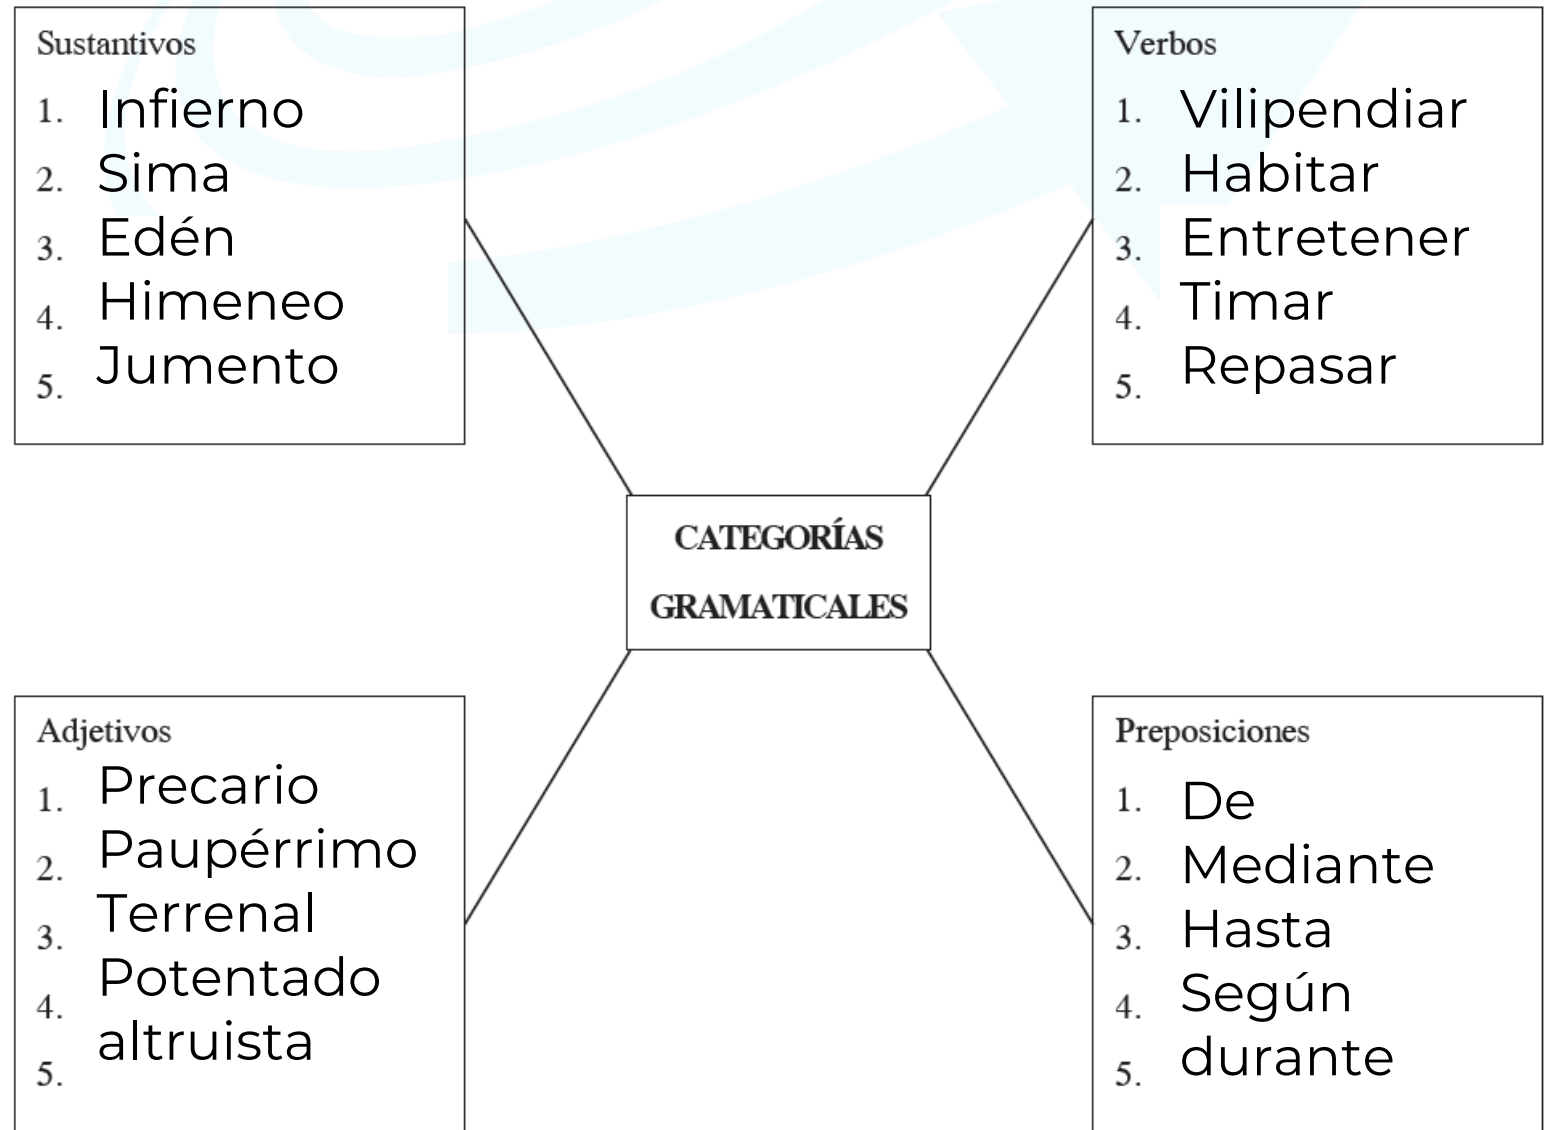 Sustantivos
1. Infierno
2. Sima
3. Edén
4. Himeneo
5. Jumento
Verbos
1. Vilipendiar
2. Habitar
3. Entretener
4. Timar
5. Repasar
CATEGORÍAS
GRAMATICALES
Adjetivos
1. Precario
2. Paupérrimo
3. Terrenal
4. Potentado
5. altruista
Preposiciones
1. De
2. Mediante
3. Hasta
4. Según
5. durante